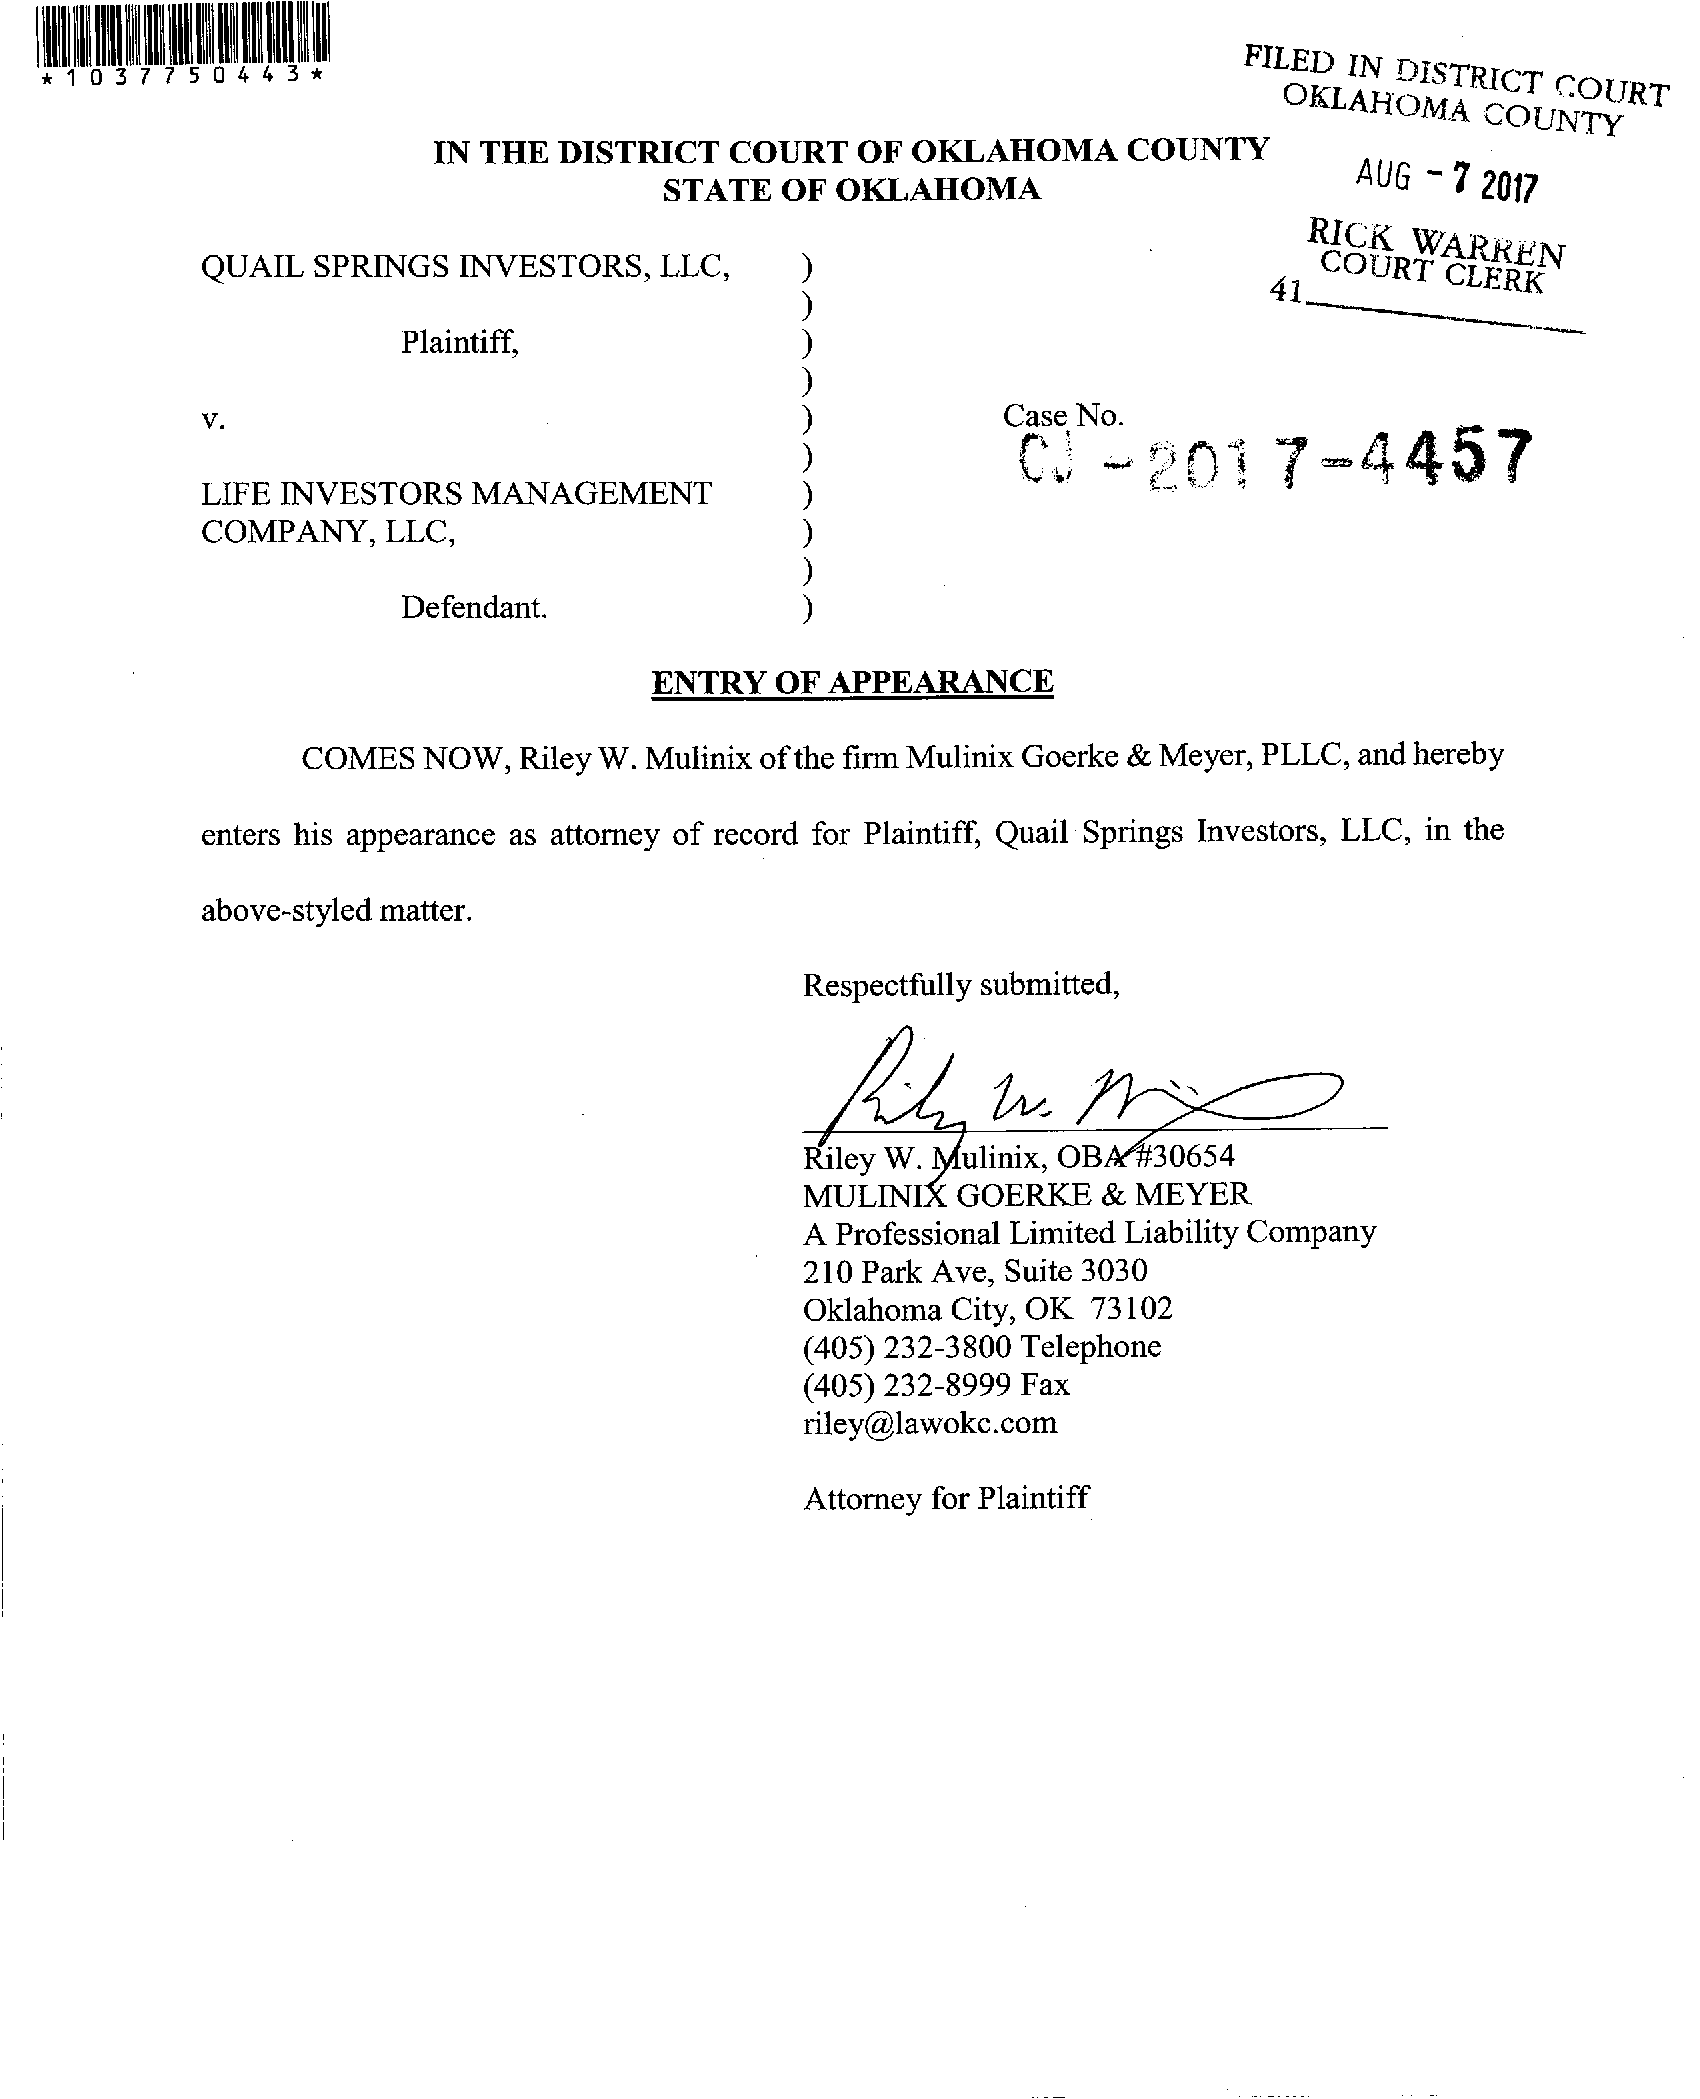 *1037750443*
FILED IN DISTRICT COURT
OKLAHOMA COUNTY
AUG - 7 2017
RICK WARREN
COURT CLERK
41
IN THE DISTRICT COURT OF OKLAHOMA COUNTY
STATE OF OKLAHOMA
QUAIL SPRINGS INVESTORS, LLC, )
)
Plaintiff, )
)
v. )
)
LIFE INVESTORS MANAGEMENT )
COMPANY, LLC, )
)
Defendant. )
Case No.
CJ - 2017-4457
ENTRY OF APPEARANCE
COMES NOW, Riley W. Mulinix of the firm Mulinix Goerke & Meyer, PLLC, and hereby
enters his appearance as attorney of record for Plaintiff, Quail Springs Investors, LLC, in the
above-styled matter.
Respectfully submitted,
Riley W. Mulinix, OBA #30654
MULINIX GOERKE & MEYER
A Professional Limited Liability Company
210 Park Ave, Suite 3030
Oklahoma City, OK 73102
(405) 232-3800 Telephone
(405) 232-8999 Fax
riley@lawokc.com
Attorney for Plaintiff